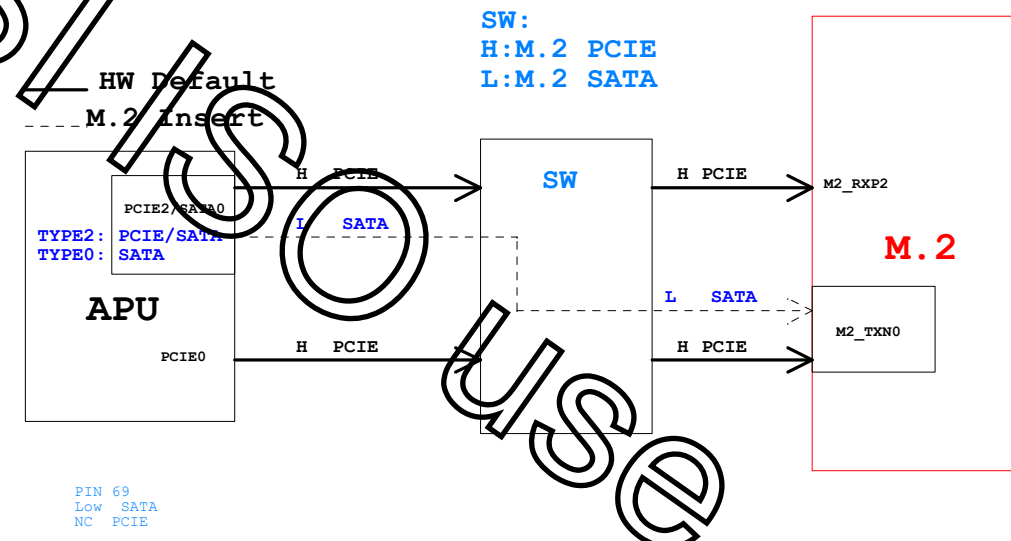 SW:
H:M.2 PCIE
L:M.2 SATA
HW Default
M.2 Insert
H PCIE
SW
H PCIE
M2_RXP2
PCIE2/SATA0
L SATA
TYPE2: PCIE/SATA
TYPE0: SATA
M.2
L SATA
APU
M2_TXN0
PCIE0
H PCIE
H PCIE
PIN 69
Low SATA
NC PCIE
so
use